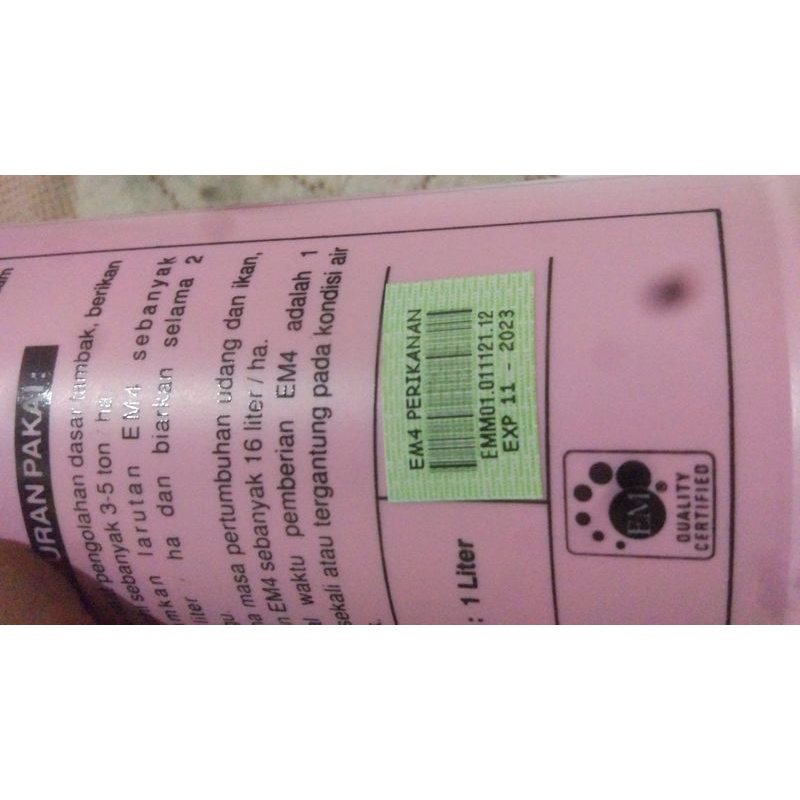 URAN PAKAI :
pengolahan dasar tambak, berikan
sebanyak 3-5 ton ha
larutan EM4 sebanyak
liter ha dan biarkan selama 2
masa pertumbuhan udang dan ikan,
EM4 sebanyak 16 liter / ha.
waktu pemberian EM4 adalah 1
sekali atau tergantung pada kondisi air
: 1 Liter
EM4 PERIKANAN
EMM01.011121.12
EXP 11 - 2023
EM®
QUALITY
CERTIFIED